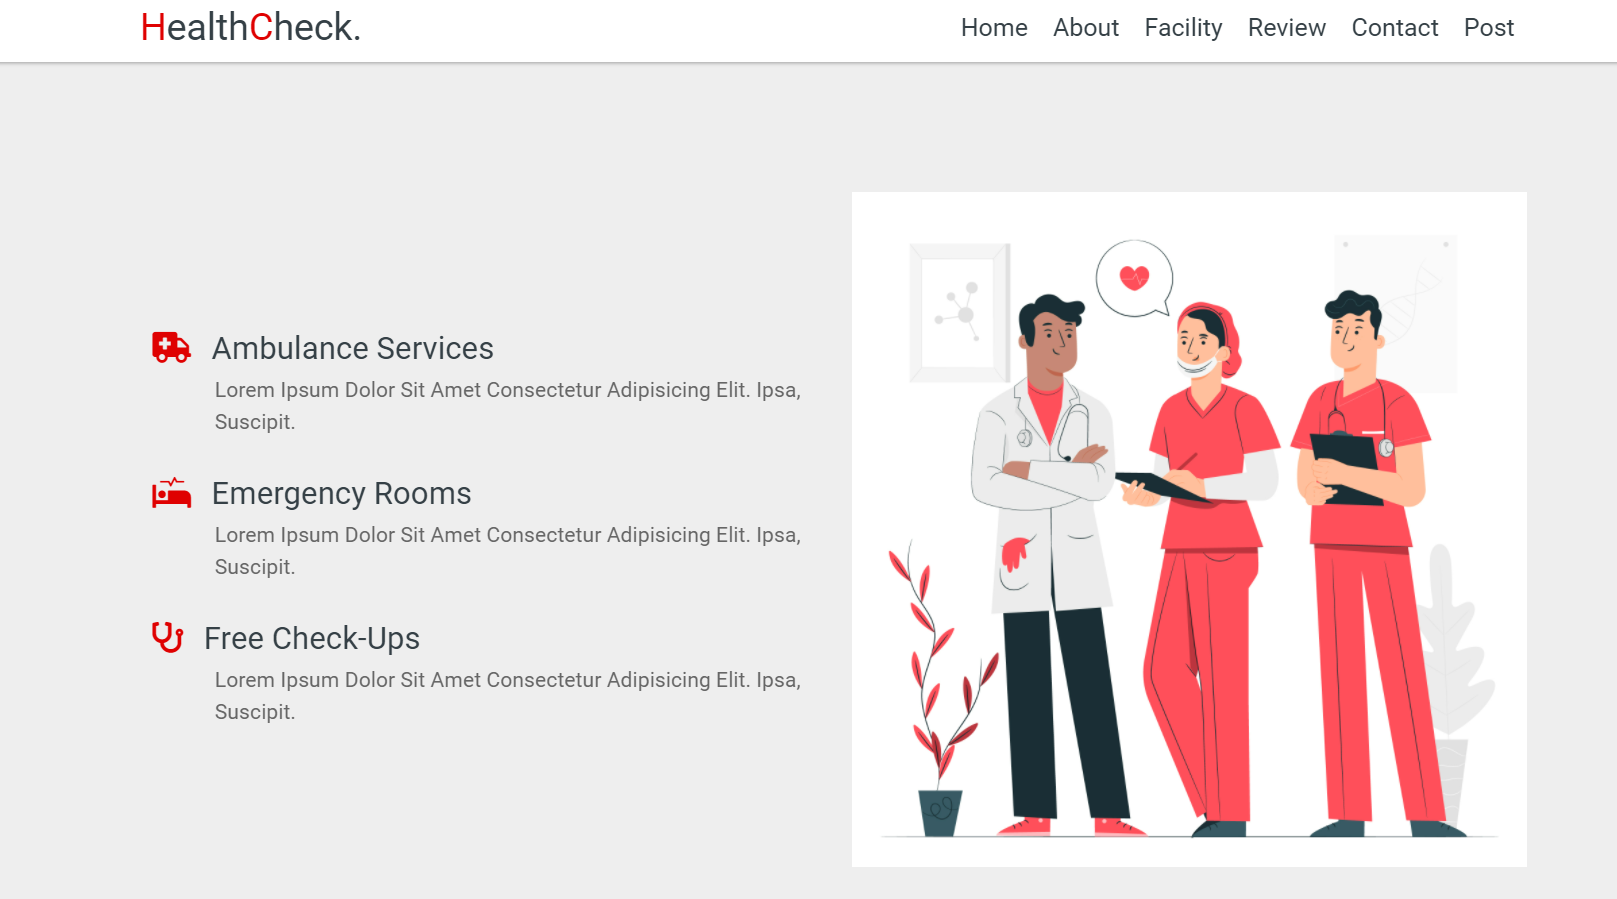 HealthCheck.
Home About Facility Review Contact Post
Ambulance Services
Lorem Ipsum Dolor Sit Amet Consectetur Adipisicing Elit. Ipsa,
Suscipit.
Emergency Rooms
Lorem Ipsum Dolor Sit Amet Consectetur Adipisicing Elit. Ipsa,
Suscipit.
Free Check-Ups
Lorem Ipsum Dolor Sit Amet Consectetur Adipisicing Elit. Ipsa,
Suscipit.